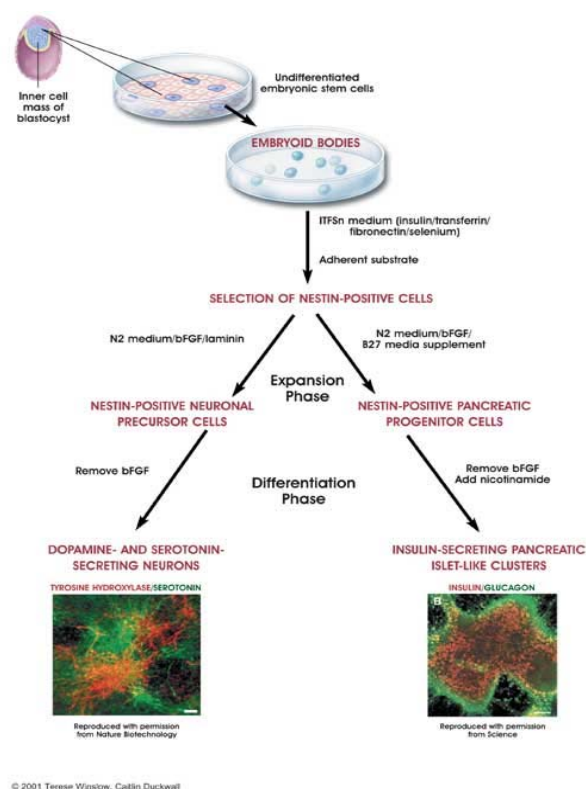 Undifferentiated
embryonic stem cells
Inner cell
mass of
blastocyst
EMBRYOID BODIES
ITFSn medium (insulin/transferrin/
fibronectin/selenium)
Adherent substrate
SELECTION OF NESTIN-POSITIVE CELLS
N2 medium/bFGF/laminin
N2 medium/bFGF/
B27 media supplement
Expansion
Phase
NESTIN-POSITIVE NEURONAL
PRECURSOR CELLS
NESTIN-POSITIVE PANCREATIC
PROGENITOR CELLS
Remove bFGF
Remove bFGF
Add nicotinamide
Differentiation
Phase
DOPAMINE- AND SEROTONIN-
SECRETING NEURONS
INSULIN-SECRETING PANCREATIC
ISLET-LIKE CLUSTERS
TYROSINE HYDROXYLASE/SEROTONIN
INSULIN/GLUCAGON
B
Reproduced with permission
from Nature Biotechnology
Reproduced with permission
from Science
© 2001 Terese Winslow, Caitlin Duckwall